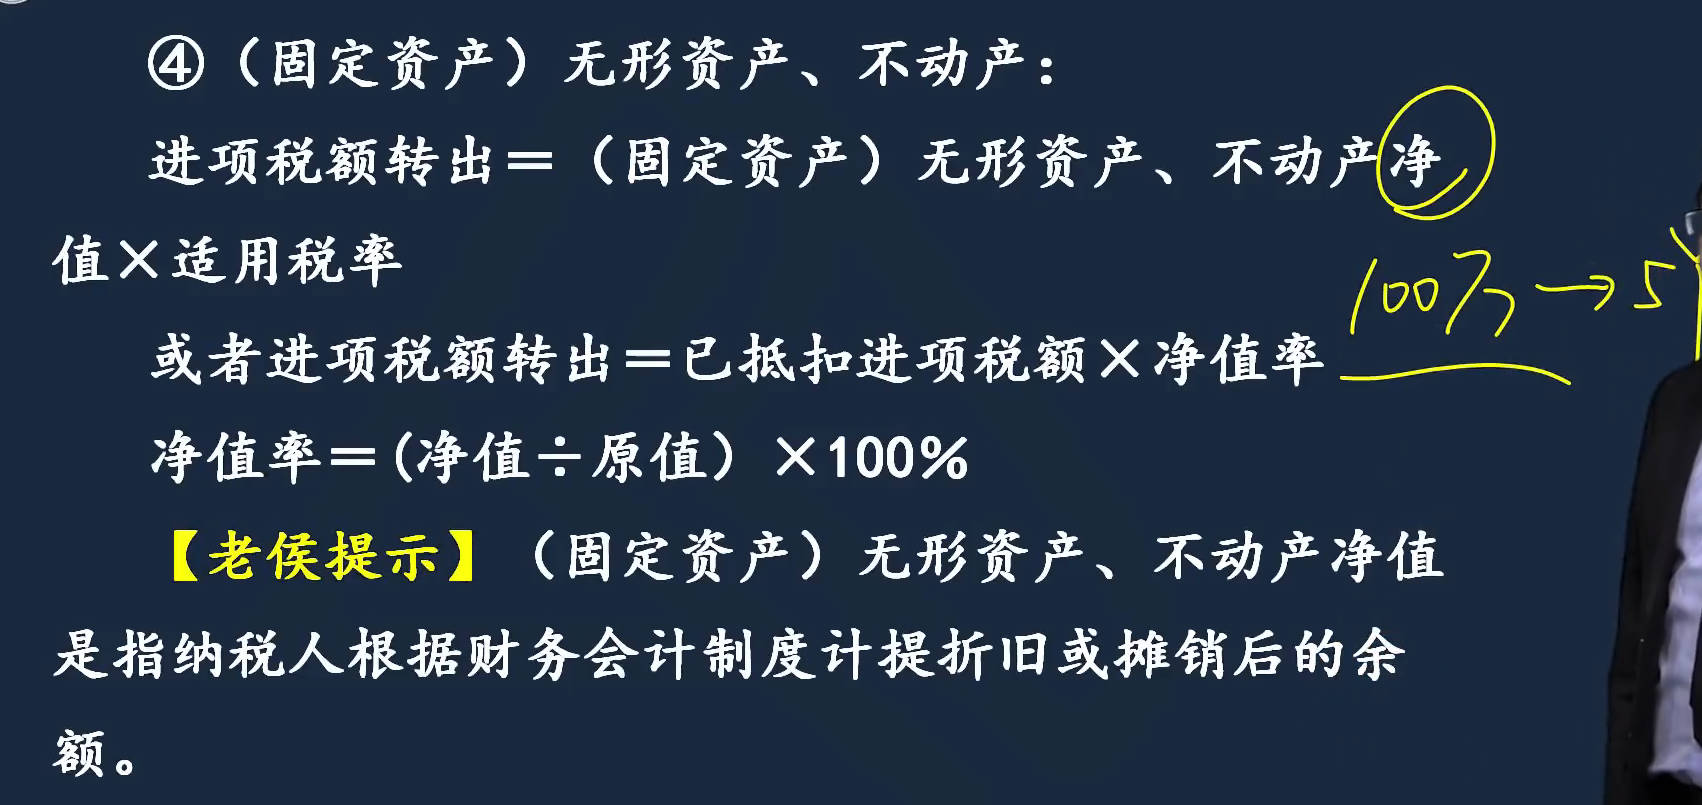 ④（固定资产）无形资产、不动产：
进项税额转出＝（固定资产）无形资产、不动产净
值×适用税率
100万→5
或者进项税额转出＝已抵扣进项税额×净值率
净值率＝(净值÷原值）×100%
【老侯提示】（固定资产）无形资产、不动产净值
是指纳税人根据财务会计制度计提折旧或摊销后的余
额。